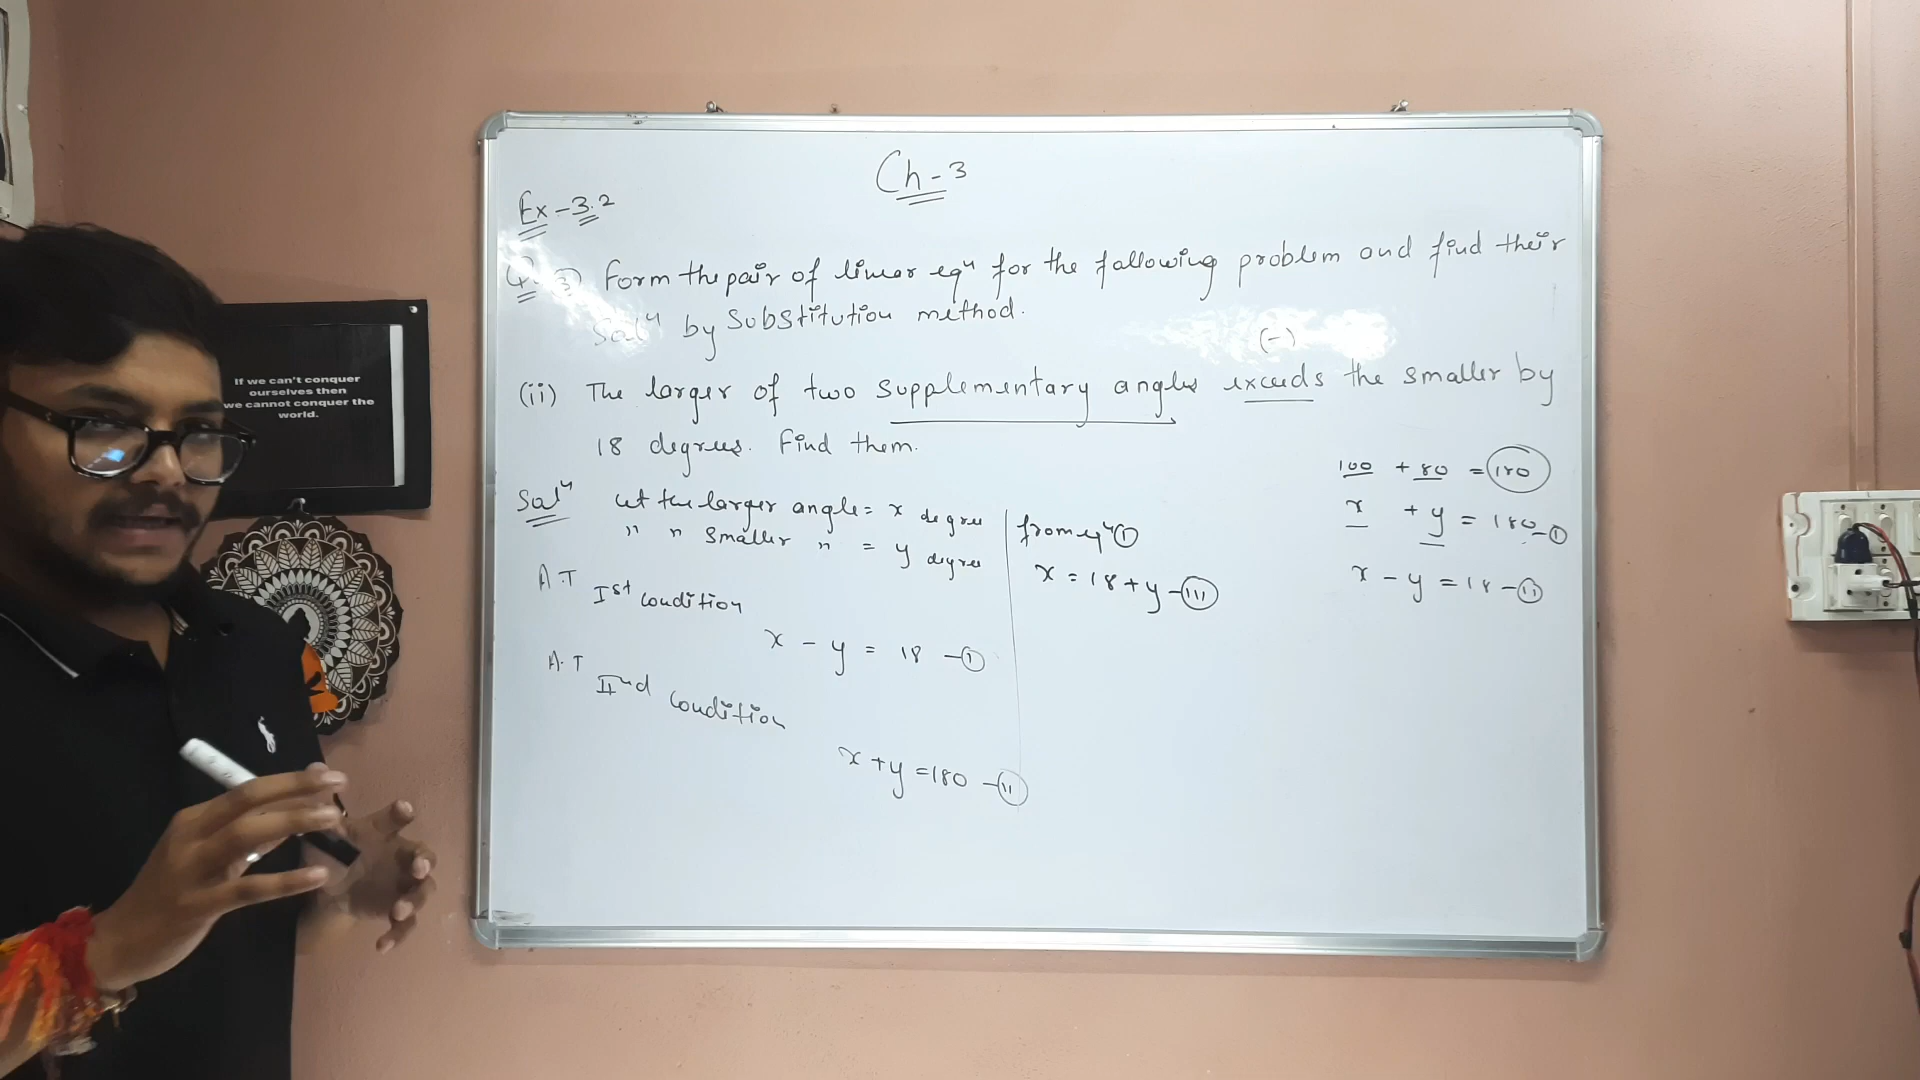 Ch-3
Ex-3.2
Q.3 Form the pair of linear eqn for the following problem and find their
Soln by Substitution method.
(-)
(ii) The larger of two supplementary angles exceeds the smaller by
18 degrees. Find them.
Soln let the larger angle = x degree
" " Smaller " = y degree
A.T
Ist Condition
x - y = 18 -(I)
A.T
IInd Condition
x + y = 180 -(II)
from eqn (I)
x = 18 + y -(III)
100 + 80 = 180
x + y = 180 -(I)
x - y = 18 -(II)
If we can't conquer
ourselves then
we cannot conquer the
world.